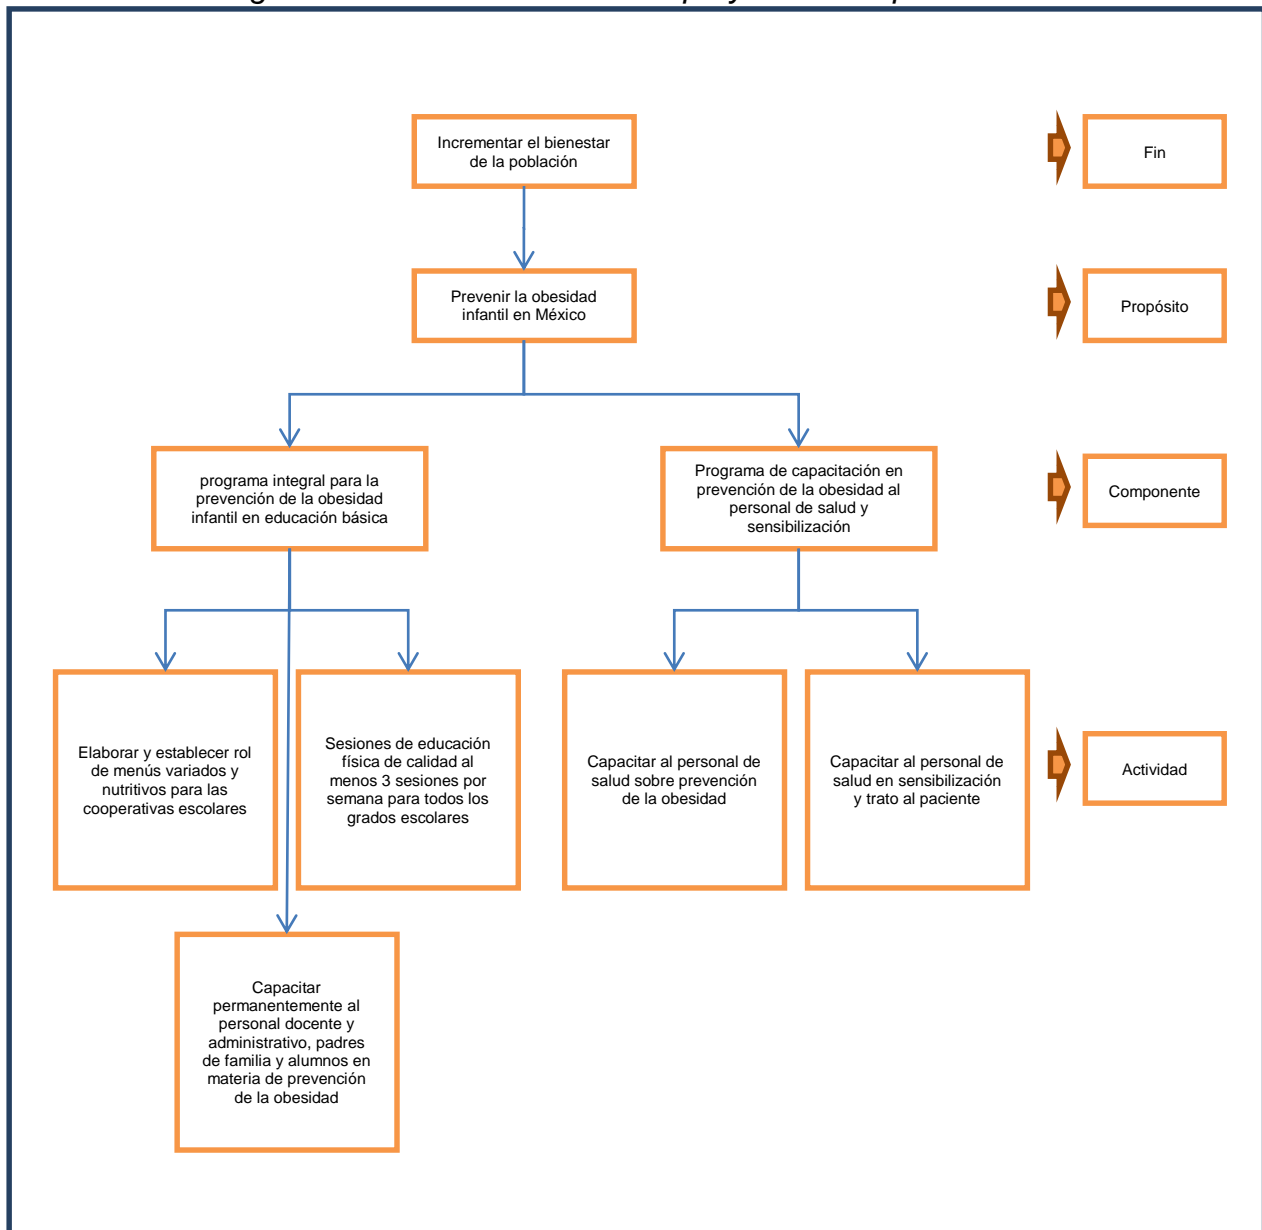 Incrementar el bienestar
de la población
Fin
Prevenir la obesidad
infantil en México
Propósito
programa integral para la
prevención de la obesidad
infantil en educación básica
Programa de capacitación en
prevención de la obesidad al
personal de salud y
sensibilización
Componente
Elaborar y establecer rol
de menús variados y
nutritivos para las
cooperativas escolares
Sesiones de educación
física de calidad al
menos 3 sesiones por
semana para todos los
grados escolares
Capacitar al personal de
salud sobre prevención
de la obesidad
Capacitar al personal de
salud en sensibilización
y trato al paciente
Actividad
Capacitar
permanentemente al
personal docente y
administrativo, padres
de familia y alumnos en
materia de prevención
de la obesidad